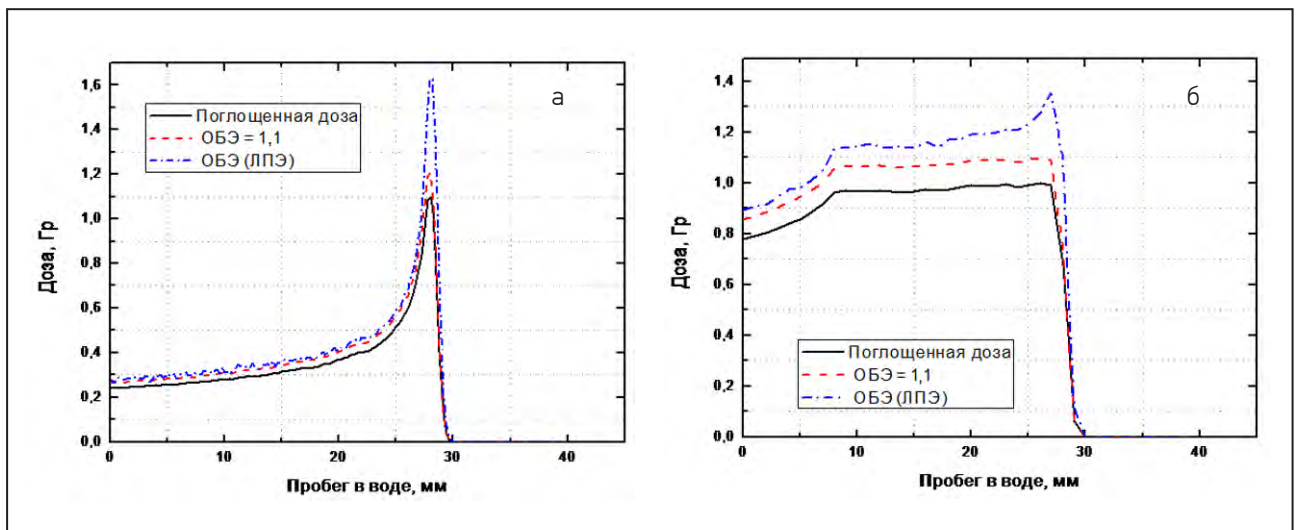 а
Поглощенная доза
ОБЭ = 1,1
ОБЭ (ЛПЭ)
Доза, Гр
1,6
1,4
1,2
1,0
0,8
0,6
0,4
0,2
0,0
0
10
20
30
40
Пробег в воде, мм
б
Доза, Гр
1,4
1,2
1,0
0,8
0,6
0,4
0,2
0,0
Поглощенная доза
ОБЭ = 1,1
ОБЭ (ЛПЭ)
0
10
20
30
40
Пробег в воде, мм